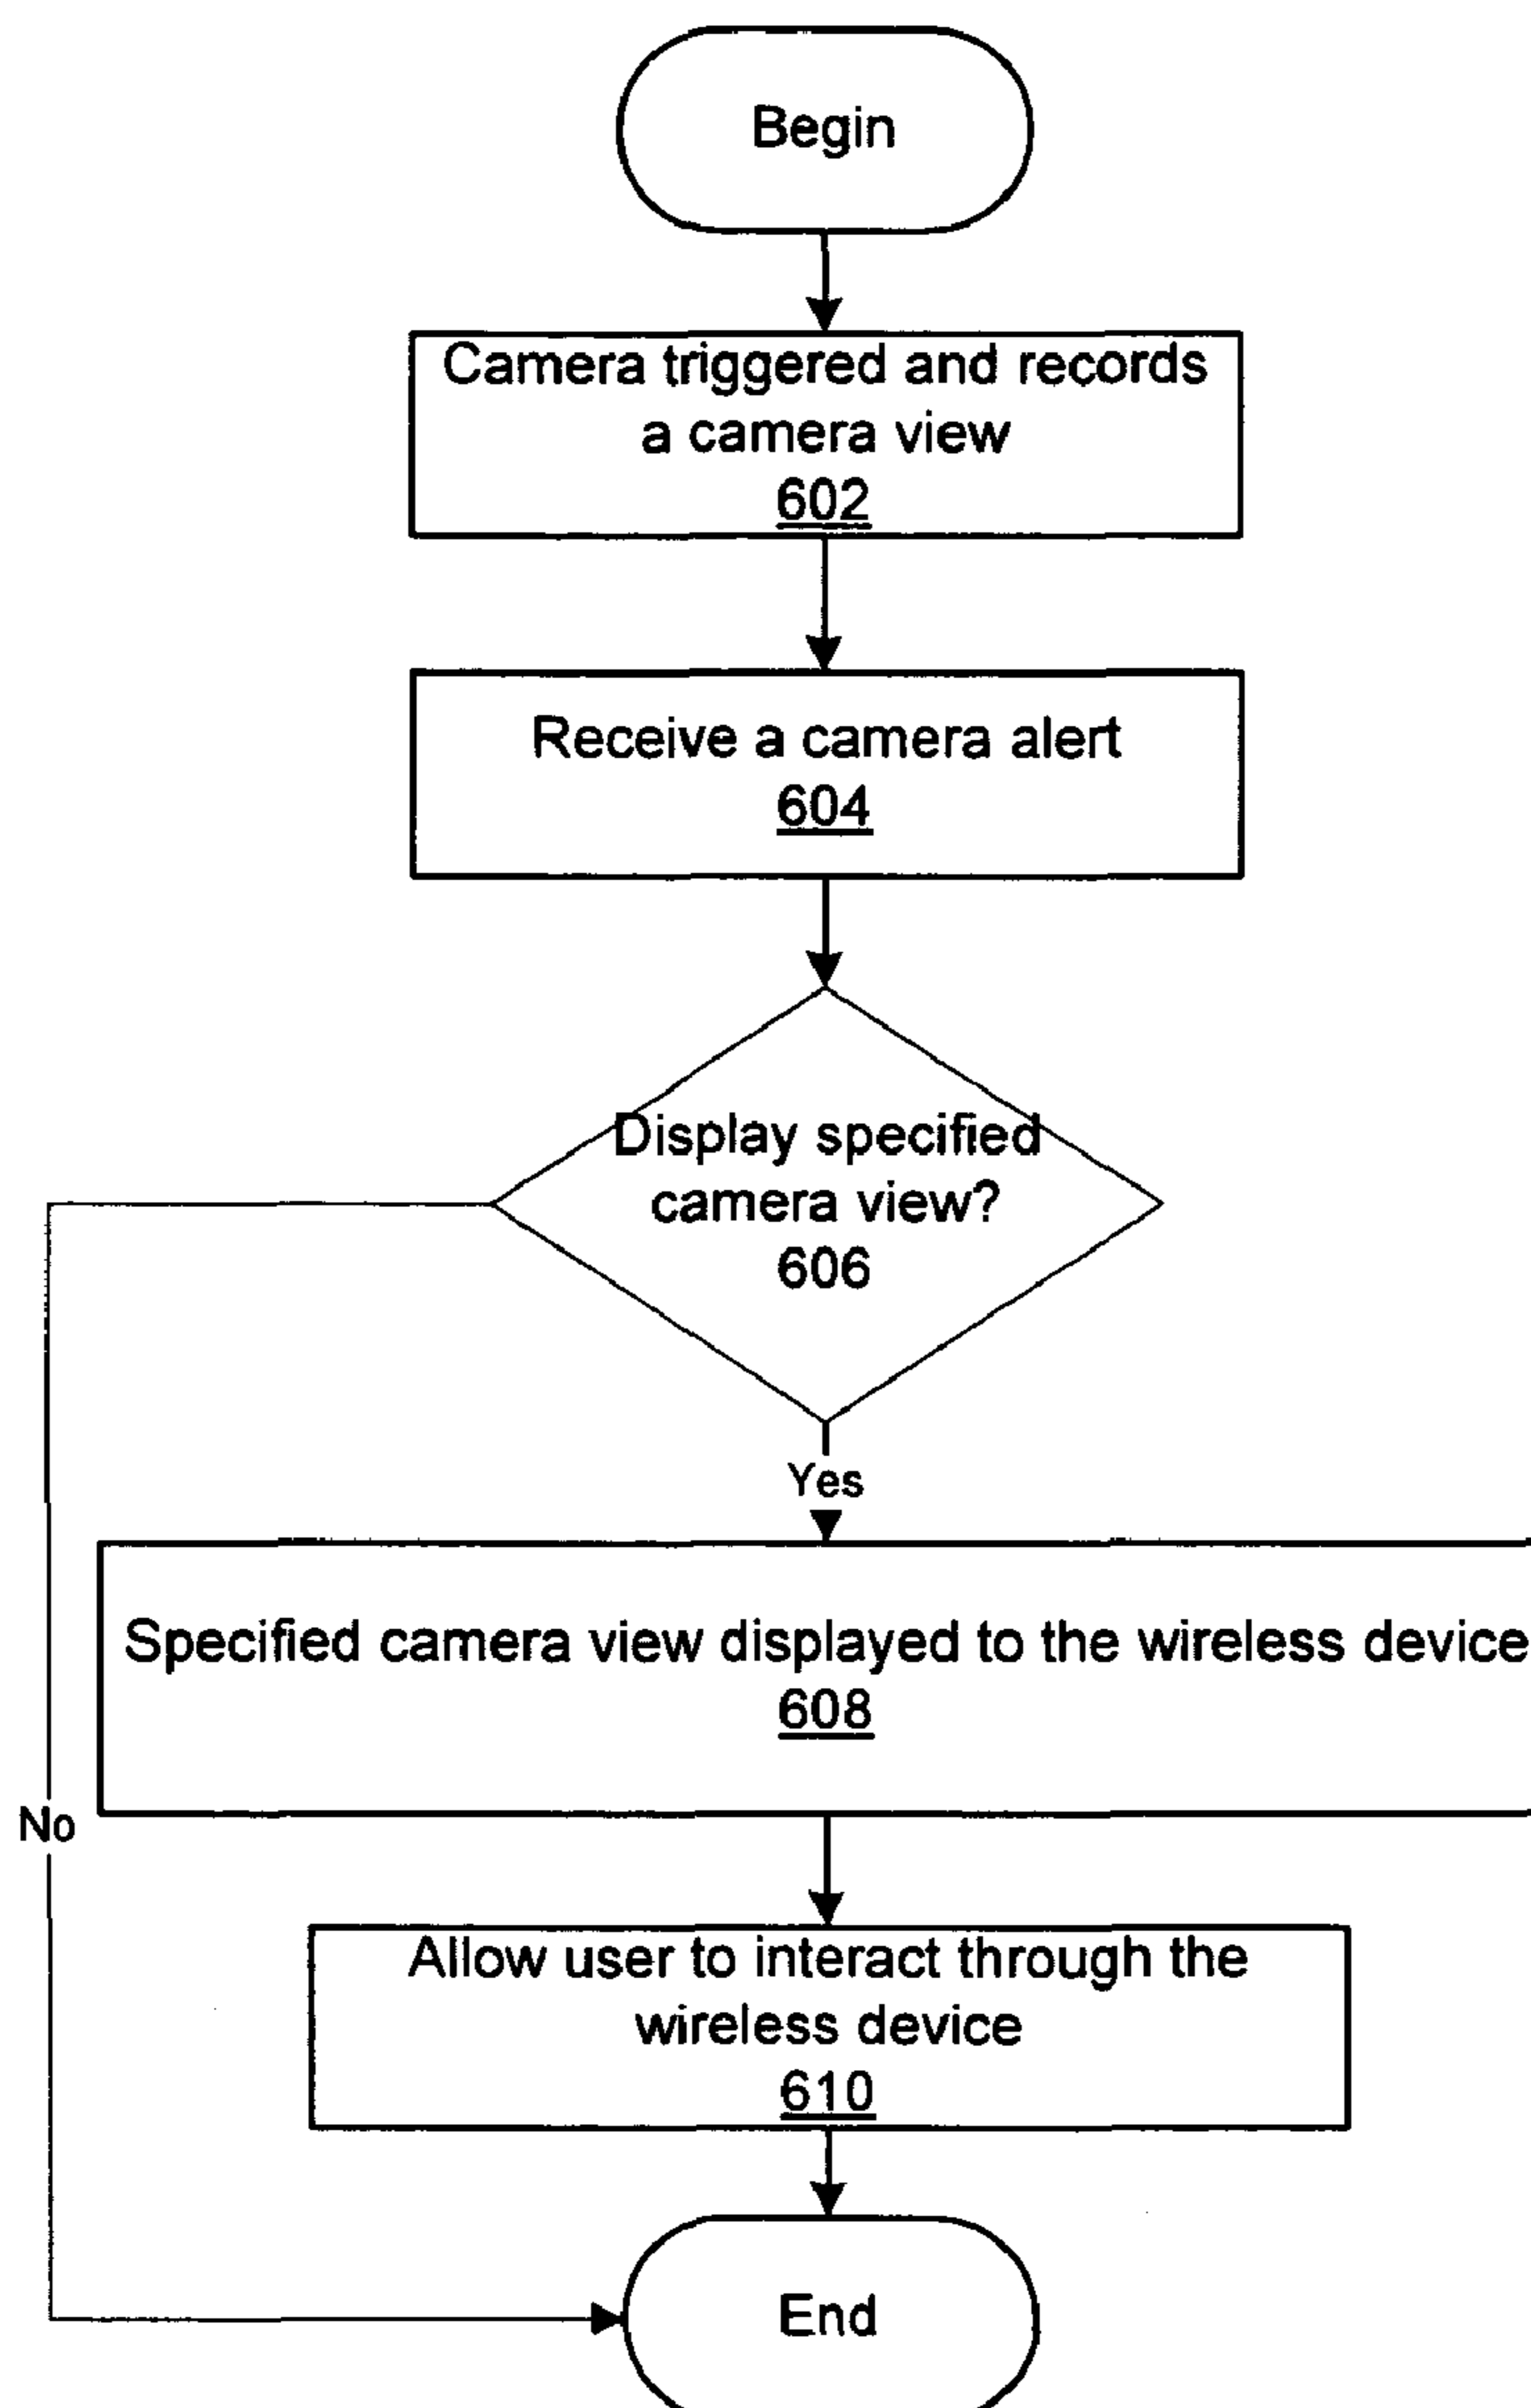 Begin
Camera triggered and records
a camera view
602
Receive a camera alert
604
Display specified
camera view?
606
Yes
Specified camera view displayed to the wireless device
608
No
Allow user to interact through the
wireless device
610
End